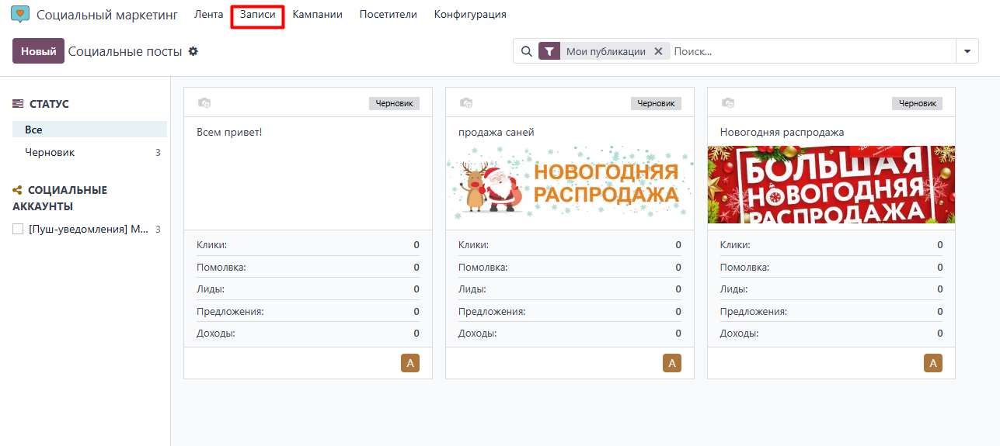 Социальный маркетинг Лента Записи Кампании Посетители Конфигурация
Новый Социальные посты Мои публикации Поиск...
СТАТУС
Все
Черновик 3
СОЦИАЛЬНЫЕ
АККАУНТЫ
[Пуш-уведомления] М... 3
Черновик
Всем привет!
Клики: 0
Помолвка: 0
Лиды: 0
Предложения: 0
Доходы: 0
A
Черновик
продажа саней
НОВОГОДНЯЯ
РАСПРОДАЖА
Клики: 0
Помолвка: 0
Лиды: 0
Предложения: 0
Доходы: 0
A
Черновик
Новогодняя распродажа
БОЛЬШАЯ
НОВОГОДНЯЯ
РАСПРОДАЖА
Клики: 0
Помолвка: 0
Лиды: 0
Предложения: 0
Доходы: 0
A